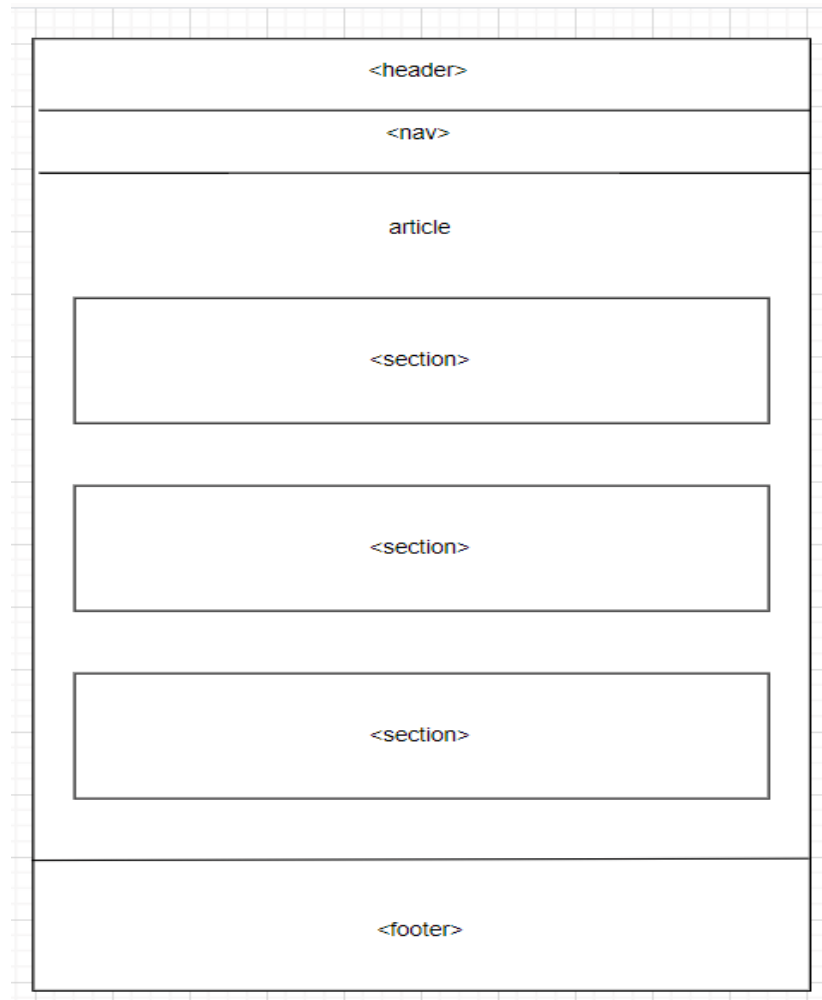 <header>
<nav>
article
<section>
<section>
<section>
<footer>